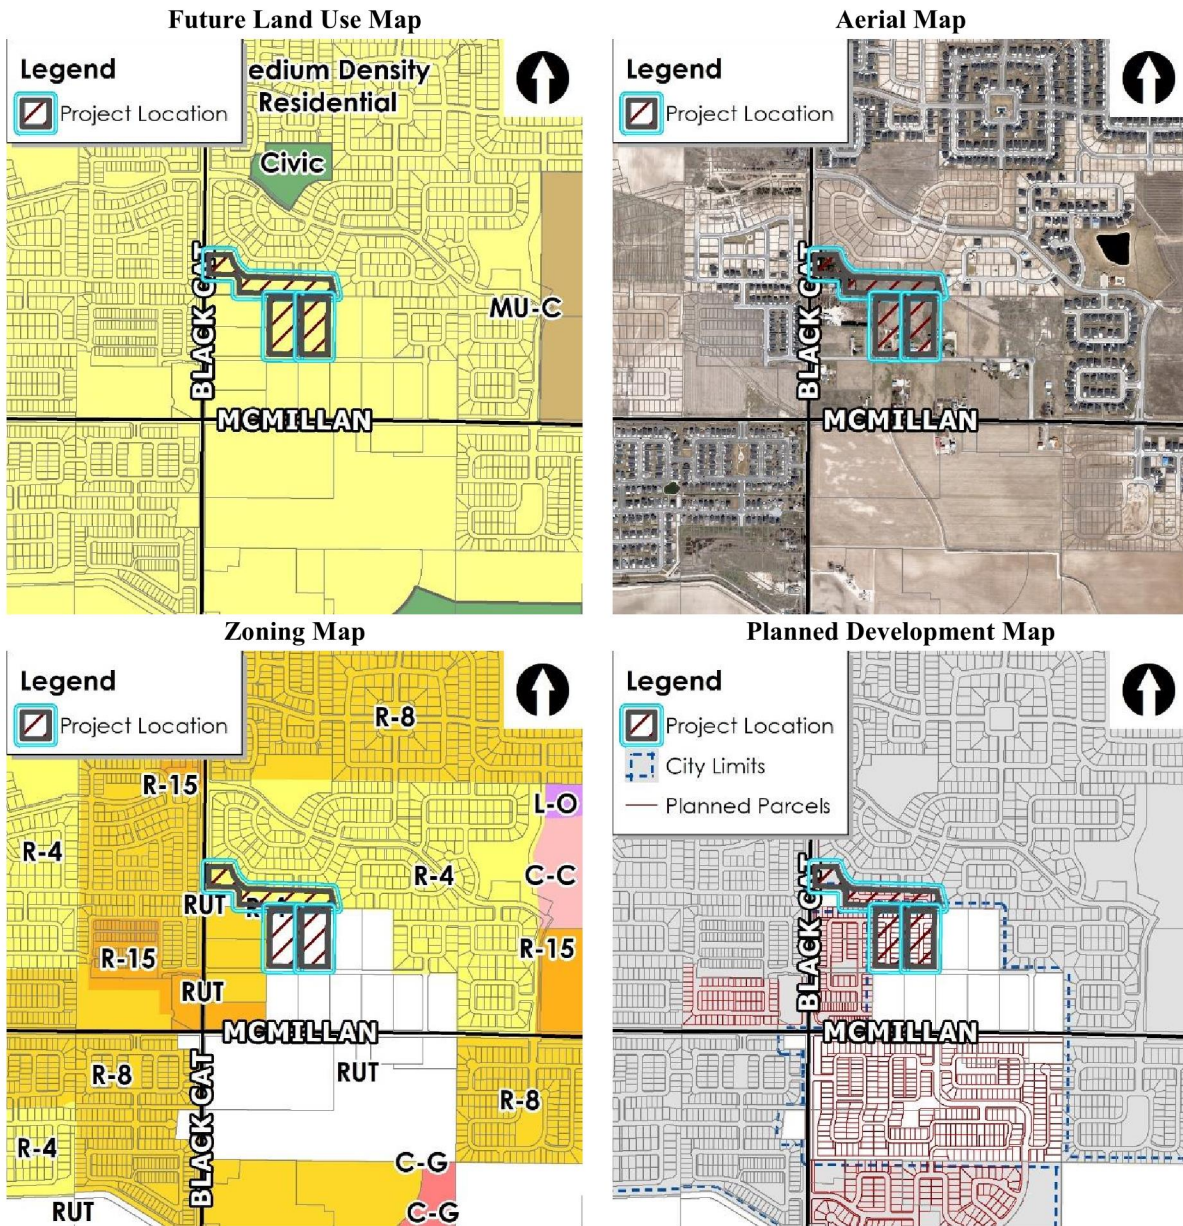 Future Land Use Map
Legend
Project Location
edium Density
Residential
Civic
MU-C
BLACK CAT
MCMILLAN
Aerial Map
Legend
Project Location
BLACK CAT
MCMILLAN
Zoning Map
Legend
Project Location
R-8
R-15
L-O
R-4
R-4
C-C
RUT
R-15
R-15
RUT
MCMILLAN
RUT
R-8
BLACK CAT
R-8
R-4
C-G
RUT
C-G
Planned Development Map
Legend
Project Location
City Limits
Planned Parcels
BLACK CAT
MCMILLAN